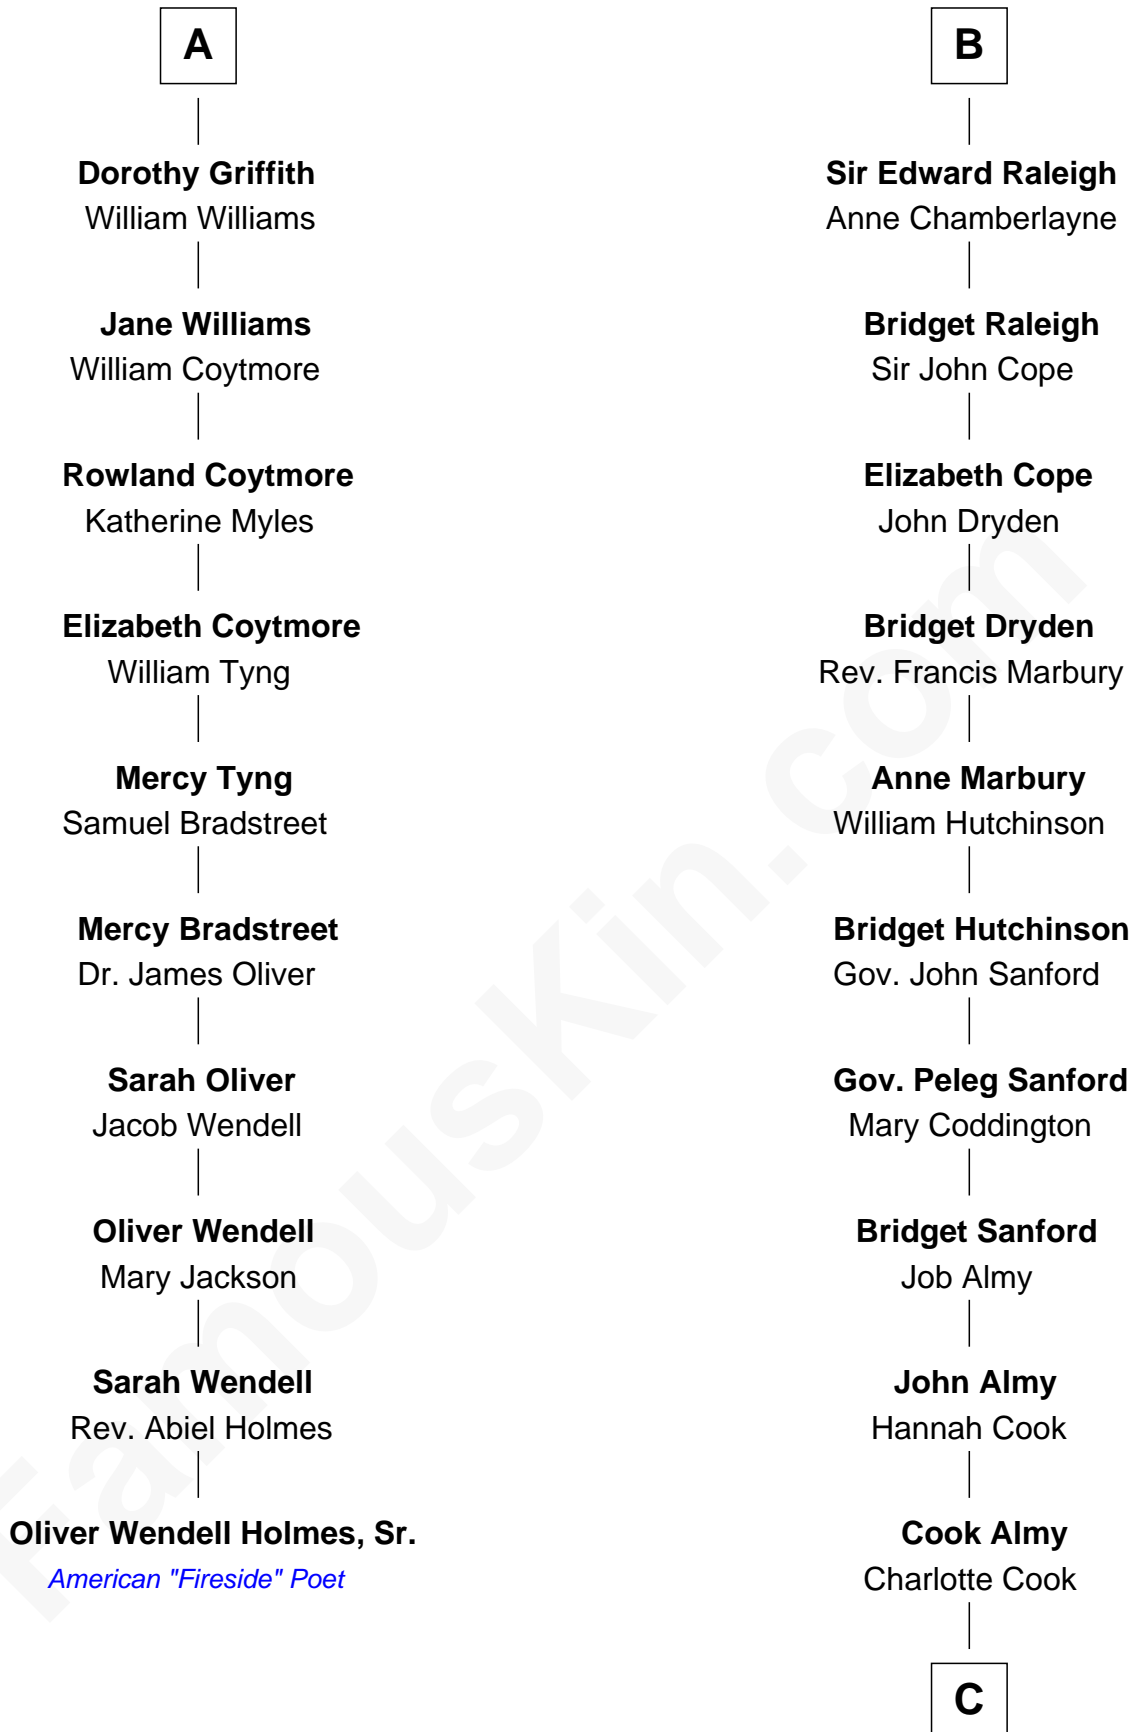 A
Dorothy Griffith
William Williams
Jane Williams
William Coytmore
Rowland Coytmore
Katherine Myles
Elizabeth Coytmore
William Tyng
Mercy Tyng
Samuel Bradstreet
Mercy Bradstreet
Dr. James Oliver
Sarah Oliver
Jacob Wendell
Oliver Wendell
Mary Jackson
Sarah Wendell
Rev. Abiel Holmes
Oliver Wendell Holmes, Sr.
American "Fireside" Poet
B
Sir Edward Raleigh
Anne Chamberlayne
Bridget Raleigh
Sir John Cope
Elizabeth Cope
John Dryden
Bridget Dryden
Rev. Francis Marbury
Anne Marbury
William Hutchinson
Bridget Hutchinson
Gov. John Sanford
Gov. Peleg Sanford
Mary Coddington
Bridget Sanford
Job Almy
John Almy
Hannah Cook
Cook Almy
Charlotte Cook
C
FamousKin.com